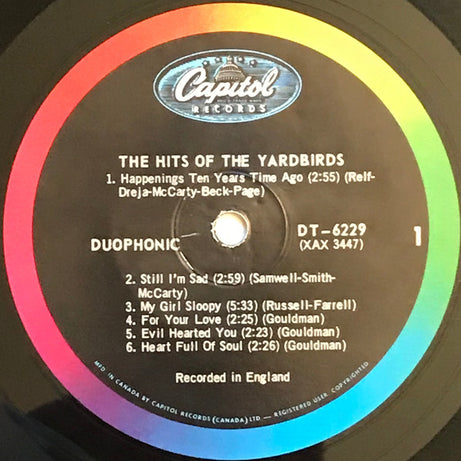 Capitol
RECORDS
THE HITS OF THE YARDBIRDS
1. Happenings Ten Years Time Ago (2:55) (Relf-
Dreja-McCarty-Beck-Page)
DUOPHONIC
DT-6229
(XAX 3447)
1
2. Still I'm Sad (2:59) (Samwell-Smith-
McCarty)
3. My Girl Sloopy (5:33) (Russell-Farrell)
4. For Your Love (2:25) (Gouldman)
5. Evil Hearted You (2:23) (Gouldman)
6. Heart Full Of Soul (2:26) (Gouldman)
Recorded in England
MFD IN CANADA BY CAPITOL RECORDS (CANADA) LTD — REGISTERED USER. COPYRIGHTED